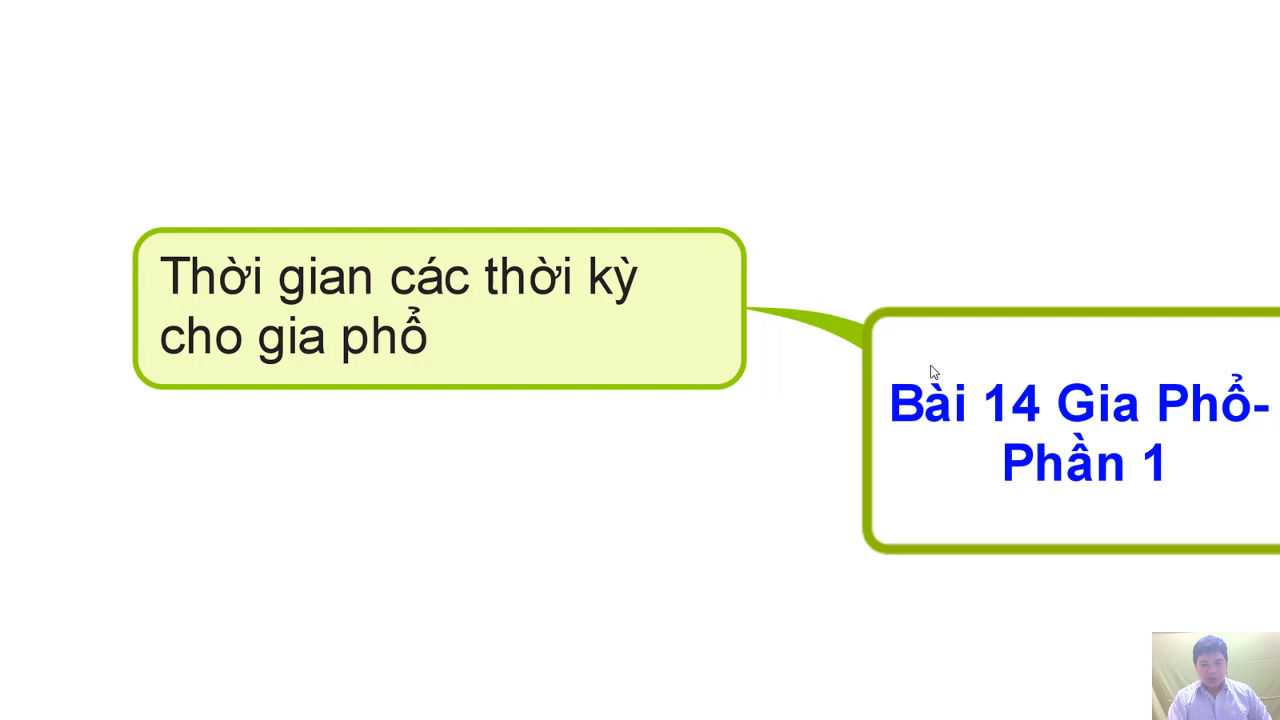 Thời gian các thời kỳ
cho gia phổ
Bài 14 Gia Phổ-
Phần 1